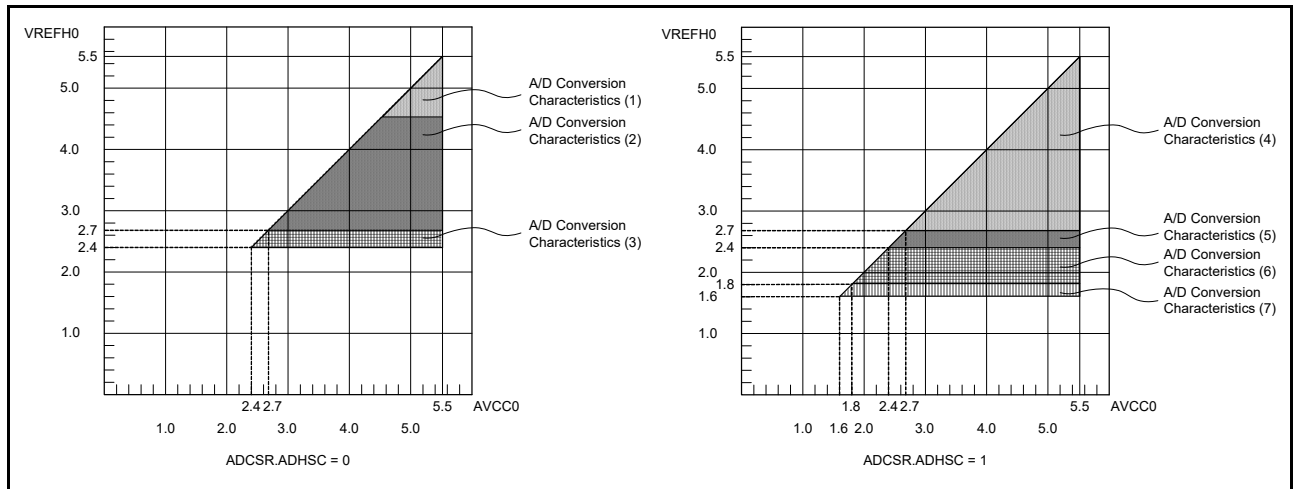 VREFH0
5.5
5.0
4.0
3.0
2.7
2.4
2.0
1.0
A/D Conversion
Characteristics (1)
A/D Conversion
Characteristics (2)
A/D Conversion
Characteristics (3)
2.4 2.7 5.5 AVCC0
1.0 2.0 3.0 4.0 5.0
ADCSR.ADHSC = 0
VREFH0
5.5
5.0
4.0
3.0
2.7
2.4
2.0
1.8
1.6
1.0
A/D Conversion
Characteristics (4)
A/D Conversion
Characteristics (5)
A/D Conversion
Characteristics (6)
A/D Conversion
Characteristics (7)
1.8 2.4 2.7 5.5 AVCC0
1.0 1.6 2.0 3.0 4.0 5.0
ADCSR.ADHSC = 1